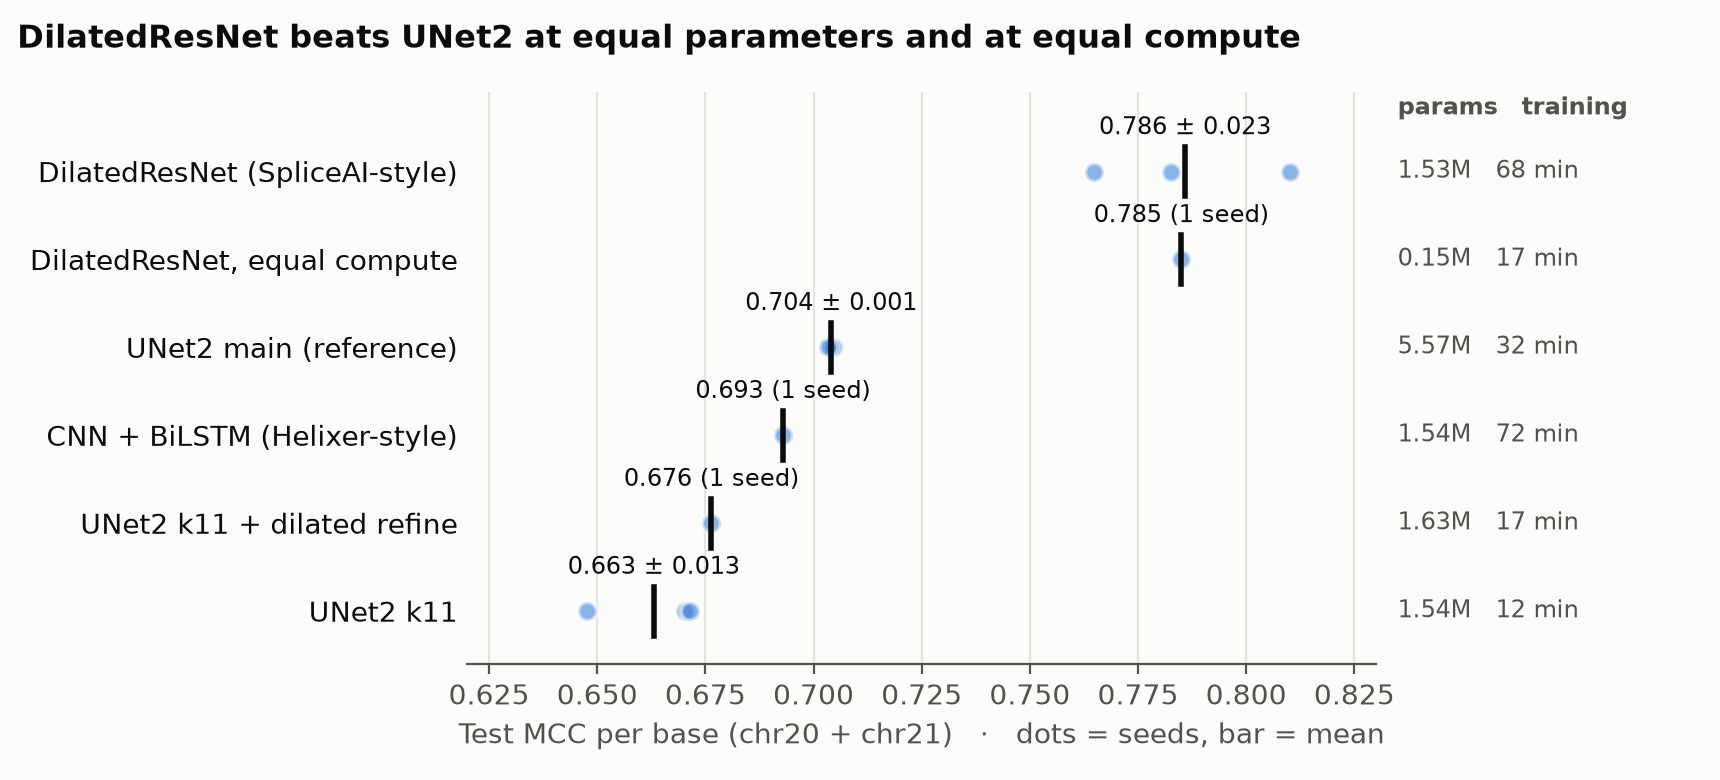 DilatedResNet beats UNet2 at equal parameters and at equal compute
params training
0.786 ± 0.023
DilatedResNet (SpliceAI-style) 1.53M 68 min
0.785 (1 seed)
DilatedResNet, equal compute 0.15M 17 min
0.704 ± 0.001
UNet2 main (reference) 5.57M 32 min
0.693 (1 seed)
CNN + BiLSTM (Helixer-style) 1.54M 72 min
0.676 (1 seed)
UNet2 k11 + dilated refine 1.63M 17 min
0.663 ± 0.013
UNet2 k11 1.54M 12 min
0.625 0.650 0.675 0.700 0.725 0.750 0.775 0.800 0.825
Test MCC per base (chr20 + chr21) · dots = seeds, bar = mean